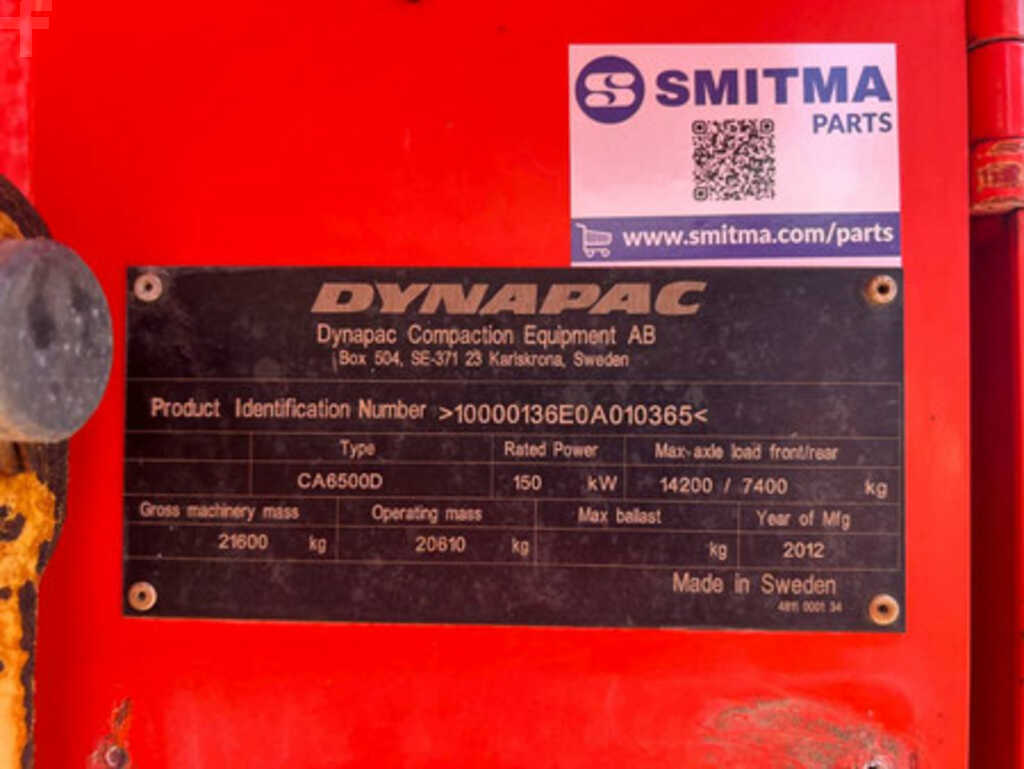 SMITMA
PARTS
www.smitma.com/parts
DYNAPAC
Dynapac Compaction Equipment AB
Box 504, SE-371 23 Karlskrona, Sweden
Product Identification Number >10000136E0A010365<
Type Rated Power Max axle load front/rear
CA6500D 150 kW 14200 / 7400 kg
Gross machinery mass Operating mass Max ballast Year of Mfg
21600 kg 20610 kg kg 2012
Made in Sweden
4811 0001 34